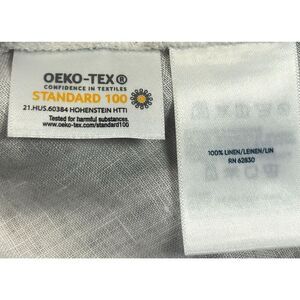 OEKO-TEX®
CONFIDENCE IN TEXTILES
STANDARD 100
21.HUS.60384 HOHENSTEIN HTTI
Tested for harmful substances.
www.oeko-tex.com/standard100
100% LINEN/LEINEN/LIN
RN 62830